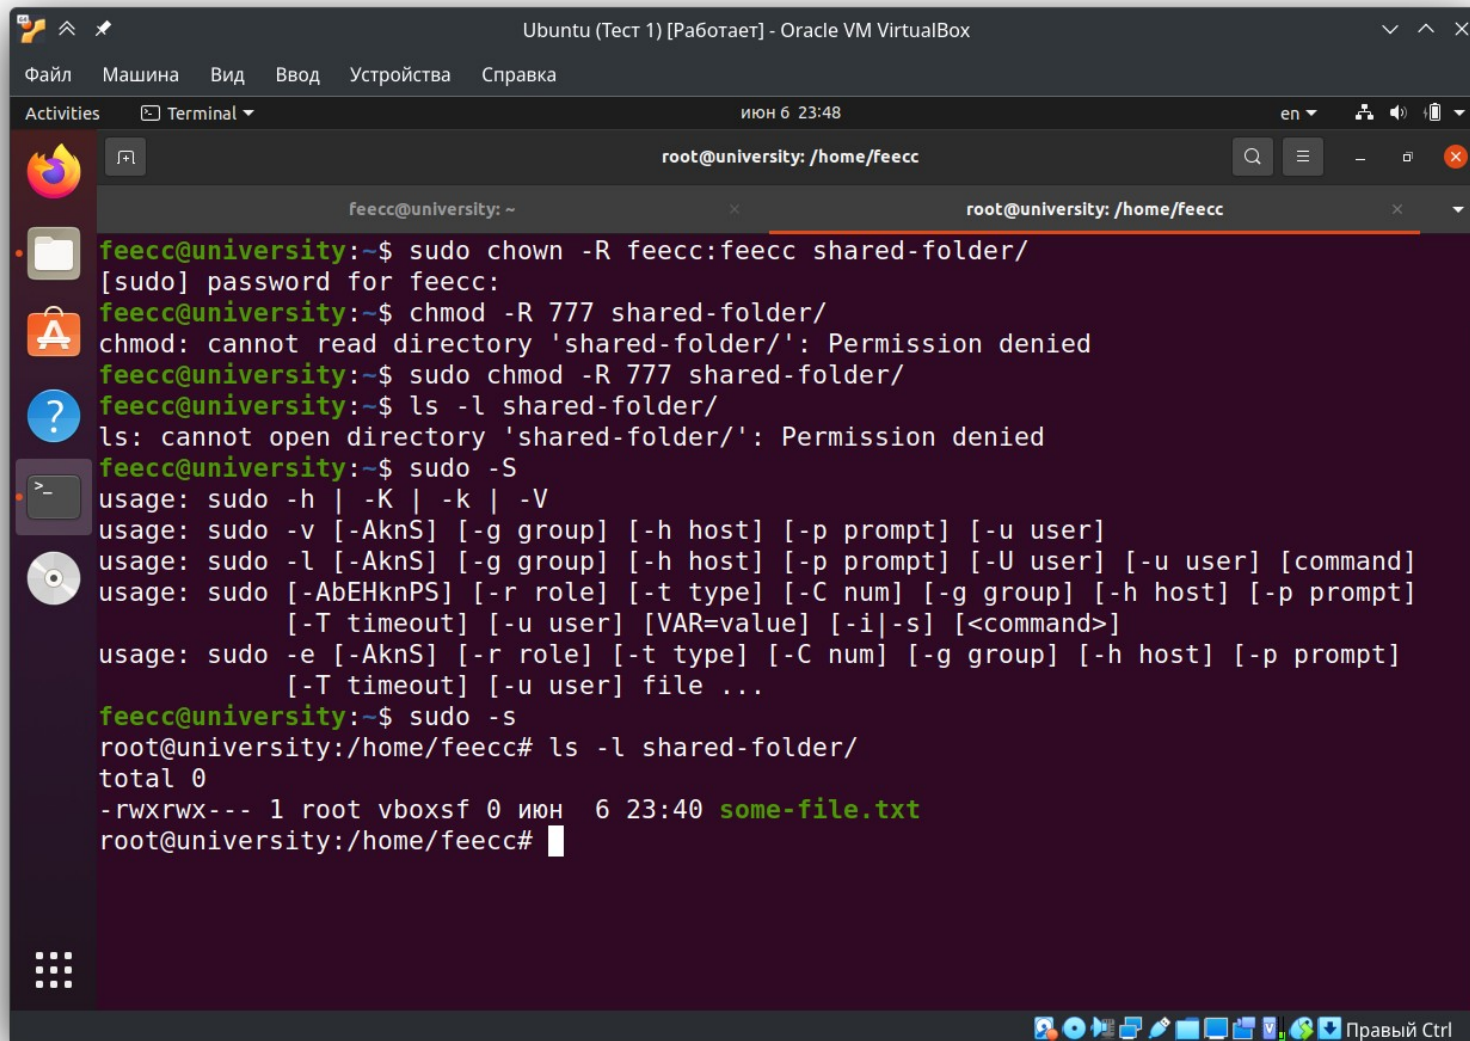 Ubuntu (Тест 1) [Работает] - Oracle VM VirtualBox
Файл Машина Вид Ввод Устройства Справка
Activities Terminal июн 6 23:48 en
root@university: /home/feecc
feecc@university: ~ root@university: /home/feecc
feecc@university:~$ sudo chown -R feecc:feecc shared-folder/
[sudo] password for feecc:
feecc@university:~$ chmod -R 777 shared-folder/
chmod: cannot read directory 'shared-folder/': Permission denied
feecc@university:~$ sudo chmod -R 777 shared-folder/
feecc@university:~$ ls -l shared-folder/
ls: cannot open directory 'shared-folder/': Permission denied
feecc@university:~$ sudo -S
usage: sudo -h | -K | -k | -V
usage: sudo -v [-AknS] [-g group] [-h host] [-p prompt] [-u user]
usage: sudo -l [-AknS] [-g group] [-h host] [-p prompt] [-U user] [-u user] [command]
usage: sudo [-AbEHknPS] [-r role] [-t type] [-C num] [-g group] [-h host] [-p prompt]
[-T timeout] [-u user] [VAR=value] [-i|-s] [<command>]
usage: sudo -e [-AknS] [-r role] [-t type] [-C num] [-g group] [-h host] [-p prompt]
[-T timeout] [-u user] file ...
feecc@university:~$ sudo -s
root@university:/home/feecc# ls -l shared-folder/
total 0
-rwxrwx--- 1 root vboxsf 0 июн  6 23:40 some-file.txt
root@university:/home/feecc#
Правый Ctrl